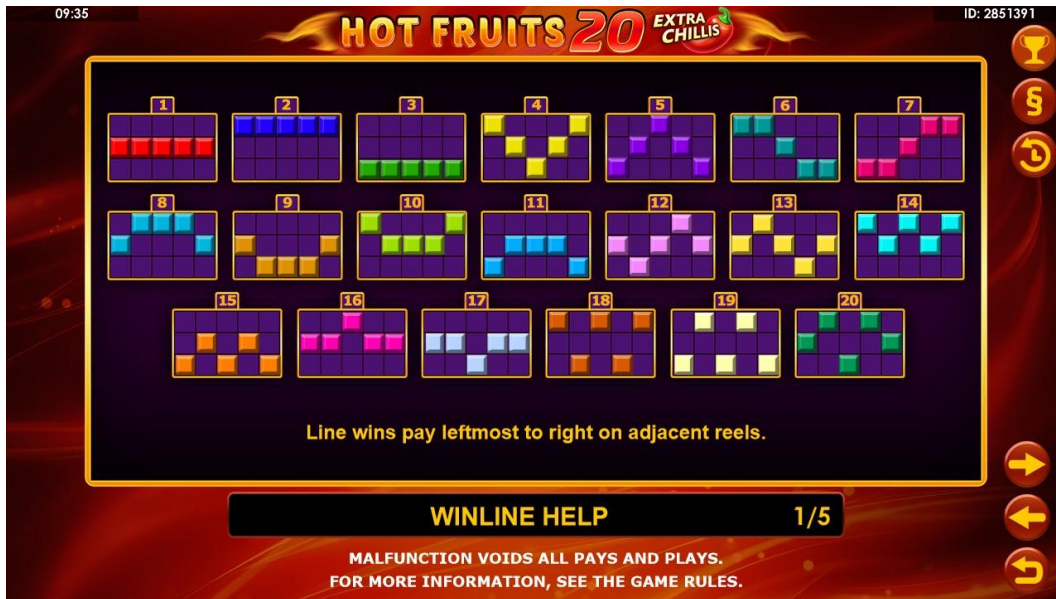 09:35
HOT FRUITS 20 EXTRA CHILLIS
ID: 2851391
§
1 2 3 4 5 6 7
8 9 10 11 12 13 14
15 16 17 18 19 20
Line wins pay leftmost to right on adjacent reels.
WINLINE HELP 1/5
MALFUNCTION VOIDS ALL PAYS AND PLAYS.
FOR MORE INFORMATION, SEE THE GAME RULES.